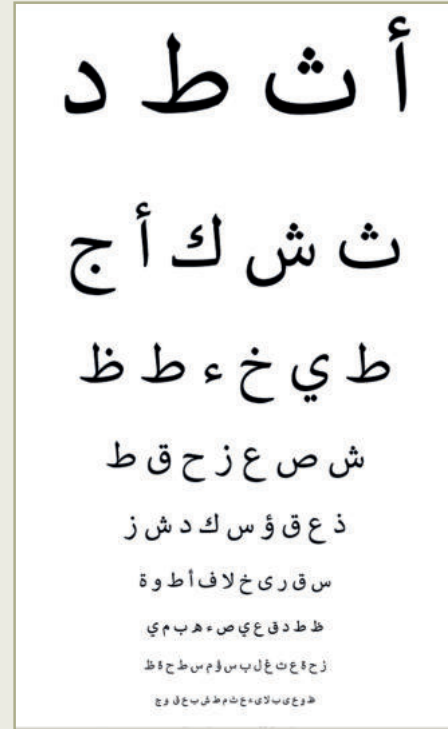 أ ث ط د
ث ش ك أ ج
ط ي خ ء ط ظ
ش ص ع ز ح ق ط
ذ ع ق ؤ س ك د ش ز
س ق ر ى خ لا ف أ ط و ة
ظ ط د ق ع ي ص ء ه ب م ي
ز ح ة ع ت غ ل ب س ؤ م س ط ح ة ظ